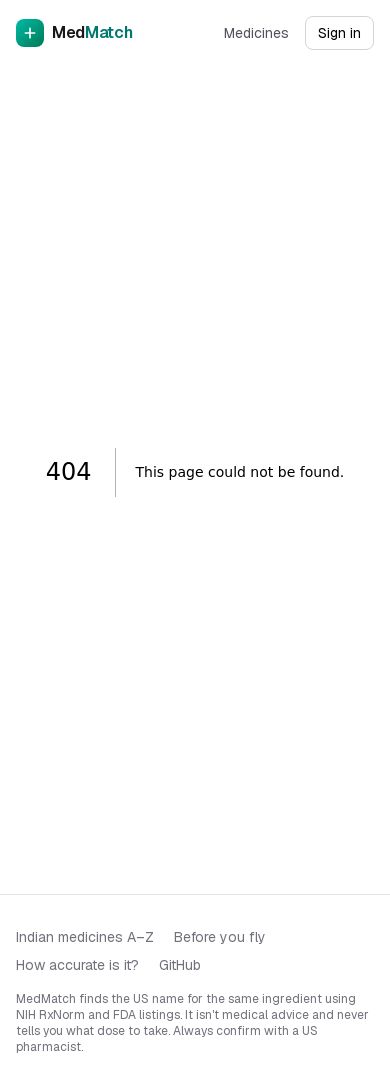 MedMatch Medicines Sign in
404 This page could not be found.
Indian medicines A–Z Before you fly
How accurate is it? GitHub
MedMatch finds the US name for the same ingredient using
NIH RxNorm and FDA listings. It isn't medical advice and never
tells you what dose to take. Always confirm with a US
pharmacist.